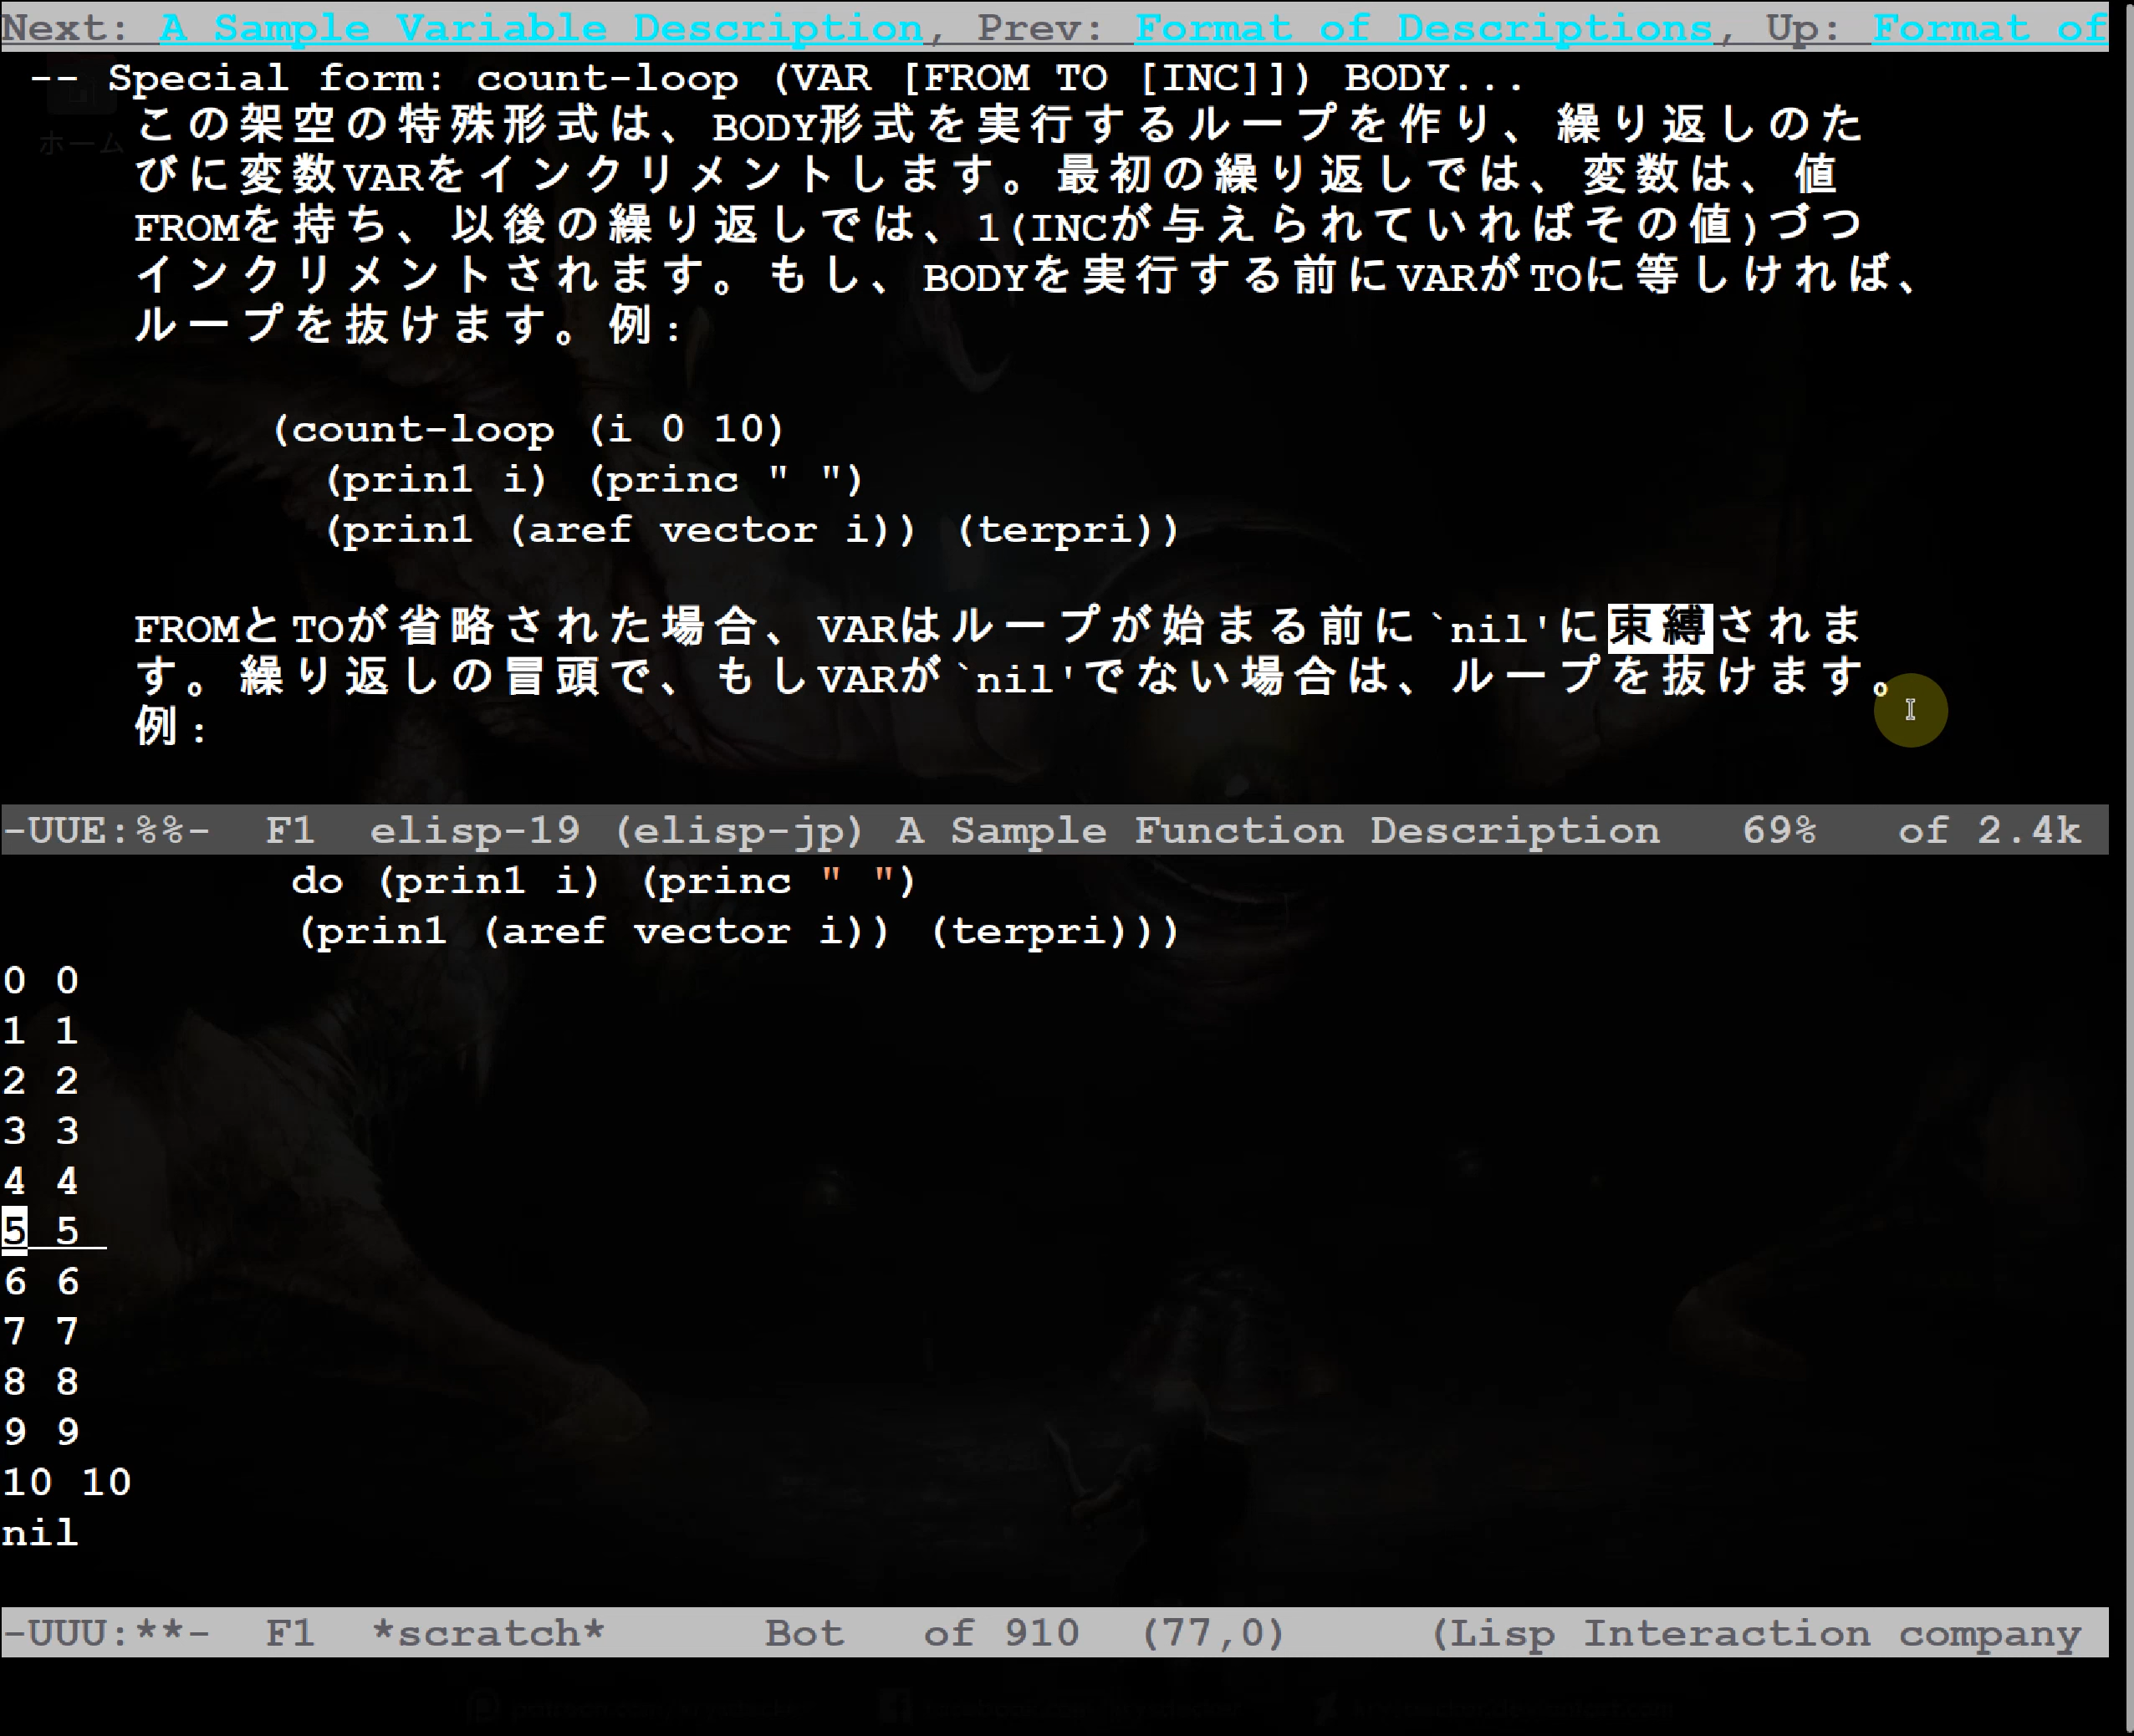 Next: A Sample Variable Description, Prev: Format of Descriptions, Up: Format of
-- Special form: count-loop (VAR [FROM TO [INC]]) BODY...
ホーム
この架空の特殊形式は、BODY形式を実行するループを作り、繰り返しのた
びに変数VARをインクリメントします。最初の繰り返しでは、変数は、値
FROMを持ち、以後の繰り返しでは、1(INCが与えられていればその値)づつ
インクリメントされます。もし、BODYを実行する前にVARがTOに等しければ、
ループを抜けます。例:
(count-loop (i 0 10)
(prin1 i) (princ " ")
(prin1 (aref vector i)) (terpri))
FROMとTOが省略された場合、VARはループが始まる前に`nil'に束縛されま
す。繰り返しの冒頭で、もしVARが`nil'でない場合は、ループを抜けます。
例:
-UUE:%%-  F1  elisp-19 (elisp-jp) A Sample Function Description   69%   of 2.4k
do (prin1 i) (princ " ")
(prin1 (aref vector i)) (terpri)))
0 0
1 1
2 2
3 3
4 4
5 5
6 6
7 7
8 8
9 9
10 10
nil
-UUU:**-  F1  *scratch*      Bot   of 910  (77,0)      (Lisp Interaction company